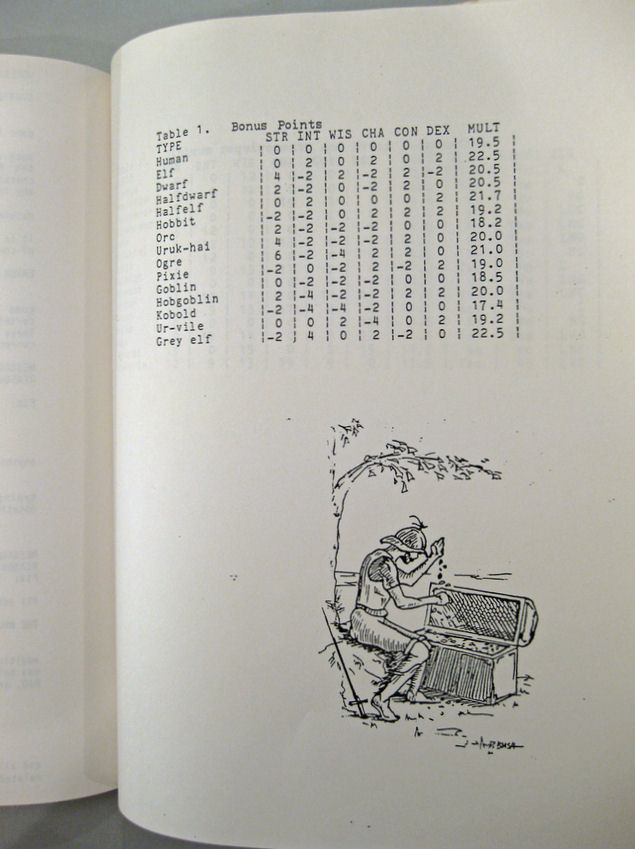 Table 1. Bonus Points
TYPE STR INT WIS CHA CON DEX MULT
Human | 0 | 0 | 0 | 0 | 0 | 0 | 19.5 |
Elf | 0 | 2 | 0 | 2 | 0 | 2 | 22.5 |
Dwarf | 4 |-2 | 2 |-2 | 2 |-2 | 20.5 |
Halfdwarf | 2 |-2 | 0 |-2 | 2 | 0 | 20.5 |
Halfelf | 0 | 2 | 0 | 0 | 0 | 2 | 21.7 |
Hobbit |-2 |-2 | 0 | 2 | 2 | 2 | 19.2 |
Orc | 2 |-2 |-2 |-2 | 0 | 0 | 18.2 |
Uruk-hai | 4 |-2 |-2 |-2 | 2 | 0 | 20.0 |
Ogre | 6 |-2 |-4 | 2 | 2 | 0 | 21.0 |
Pixie |-2 | 0 |-2 | 2 |-2 | 2 | 19.0 |
Goblin | 0 |-2 |-2 |-2 | 0 | 0 | 18.5 |
Hobgoblin | 2 |-4 |-2 |-2 | 2 | 2 | 20.0 |
Kobold |-2 |-4 |-4 |-2 | 0 | 0 | 17.4 |
Ur-vile | 0 | 0 | 2 |-4 | 0 | 2 | 19.2 |
Grey elf |-2 | 4 | 0 | 2 |-2 | 0 | 22.5 |